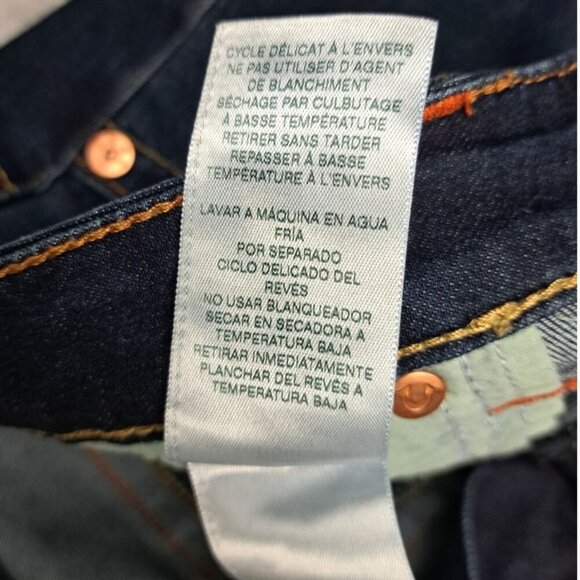 CYCLE DÉLICAT À L'ENVERS
NE PAS UTILISER D'AGENT
DE BLANCHIMENT
SÉCHAGE PAR CULBUTAGE
À BASSE TEMPÉRATURE
RETIRER SANS TARDER
REPASSER À BASSE
TEMPÉRATURE À L'ENVERS
LAVAR A MÁQUINA EN AGUA
FRÍA
POR SEPARADO
CICLO DELICADO DEL
REVÉS
NO USAR BLANQUEADOR
SECAR EN SECADORA A
TEMPERATURA BAJA
RETIRAR INMEDIATAMENTE
PLANCHAR DEL REVÉS A
TEMPERATURA BAJA